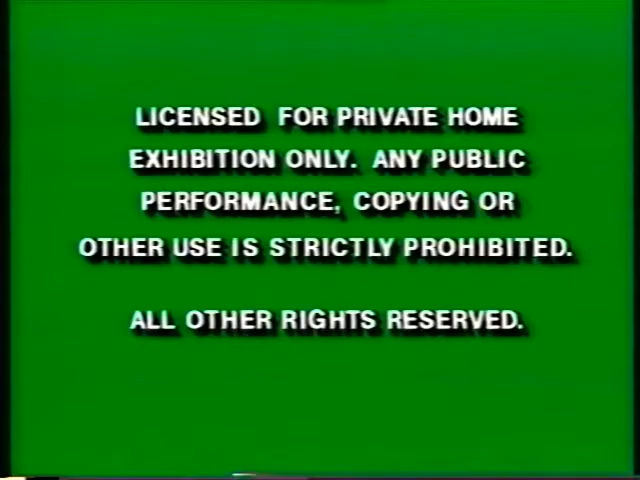 LICENSED FOR PRIVATE HOME
EXHIBITION ONLY. ANY PUBLIC
PERFORMANCE, COPYING OR
OTHER USE IS STRICTLY PROHIBITED.
ALL OTHER RIGHTS RESERVED.